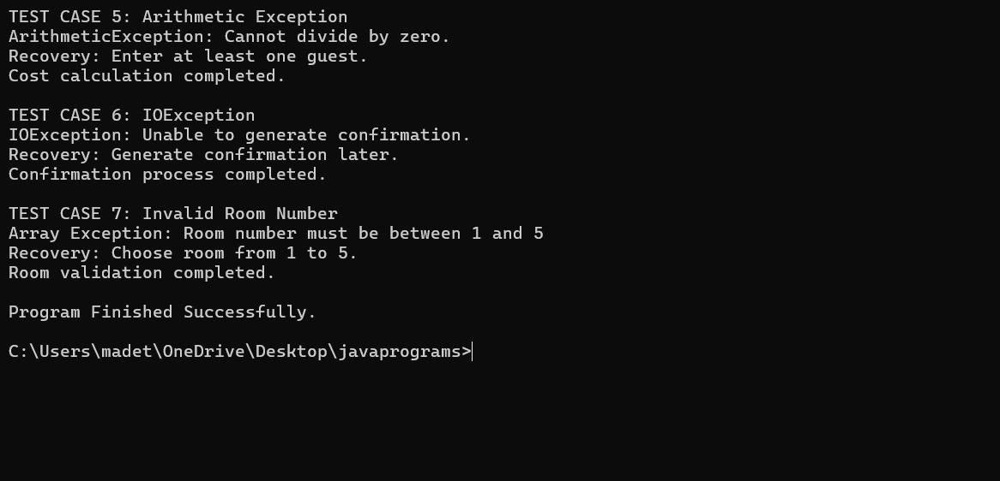 TEST CASE 5: Arithmetic Exception
ArithmeticException: Cannot divide by zero.
Recovery: Enter at least one guest.
Cost calculation completed.
TEST CASE 6: IOException
IOException: Unable to generate confirmation.
Recovery: Generate confirmation later.
Confirmation process completed.
TEST CASE 7: Invalid Room Number
Array Exception: Room number must be between 1 and 5
Recovery: Choose room from 1 to 5.
Room validation completed.
Program Finished Successfully.
C:\Users\madet\OneDrive\Desktop\javaprograms>